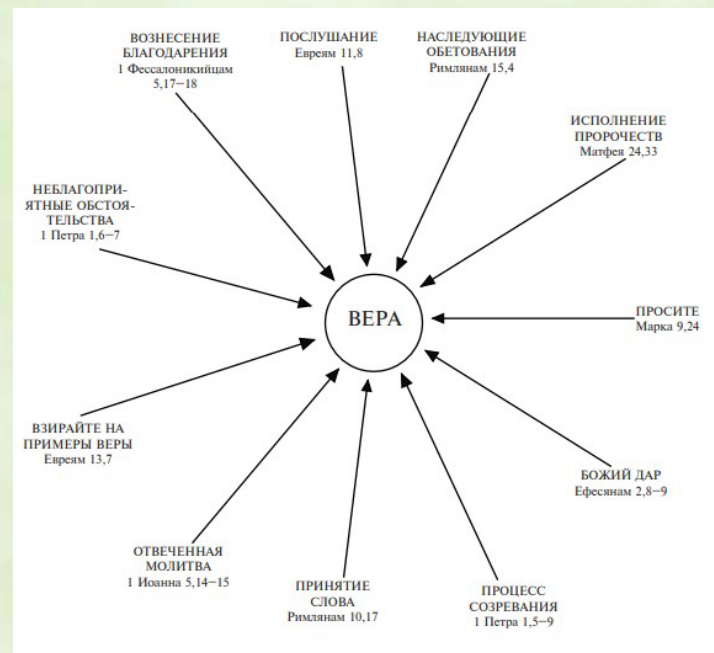 ВОЗНЕСЕНИЕ
БЛАГОДАРЕНИЯ
1 Фессалоникийцам
5,17–18
ПОСЛУШАНИЕ
Евреям 11,8
НАСЛЕДУЮЩИЕ
ОБЕТОВАНИЯ
Римлянам 15,4
ИСПОЛНЕНИЕ
ПРОРОЧЕСТВ
Матфея 24,33
НЕБЛАГОПРИ-
ЯТНЫЕ ОБСТОЯ-
ТЕЛЬСТВА
1 Петра 1,6–7
ВЕРА
ПРОСИТЕ
Марка 9,24
ВЗИРАЙТЕ НА
ПРИМЕРЫ ВЕРЫ
Евреям 13,7
БОЖИЙ ДАР
Ефесянам 2,8–9
ОТВЕЧЕННАЯ
МОЛИТВА
1 Иоанна 5,14–15
ПРИНЯТИЕ
СЛОВА
Римлянам 10,17
ПРОЦЕСС
СОЗРЕВАНИЯ
1 Петра 1,5–9